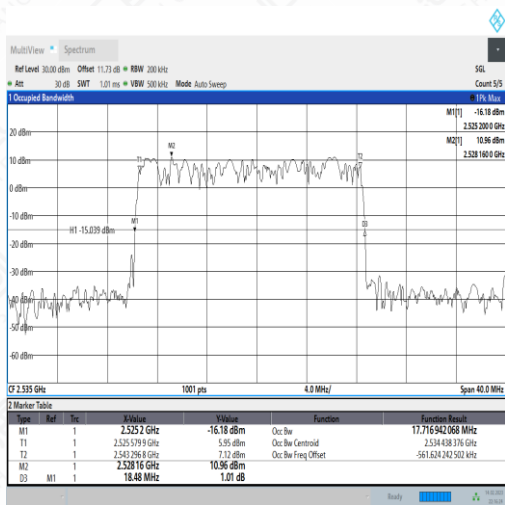 MultiView Spectrum
Ref Level 30.00 dBm Offset 11.73 dB RBW 200 kHz SGL
Att 30 dB SWT 1.01 ms VBW 500 kHz Mode Auto Sweep Count 5/5
1 Occupied Bandwidth 1Pk Max
M1[1] -16.18 dBm
2.525 200 0 GHz
M2[1] 10.96 dBm
2.528 160 0 GHz
20 dBm
M2
T1
T2
10 dBm
0 dBm
-10 dBm
M1
D3
H1 -15.039 dBm
-20 dBm
-30 dBm
-40 dBm
-50 dBm
-60 dBm
CF 2.535 GHz 1001 pts 4.0 MHz/ Span 40.0 MHz
2 Marker Table
Type Ref Trc X-Value Y-Value Function Function Result
M1 1 2.525 2 GHz -16.18 dBm Occ Bw 17.716 942 068 MHz
T1 1 2.525 579 9 GHz 5.95 dBm Occ Bw Centroid 2.534 438 376 GHz
T2 1 2.543 296 8 GHz 7.12 dBm Occ Bw Freq Offset -561.624 242 502 kHz
M2 1 2.528 16 GHz 10.96 dBm
D3 M1 1 18.48 MHz 1.01 dB
Ready